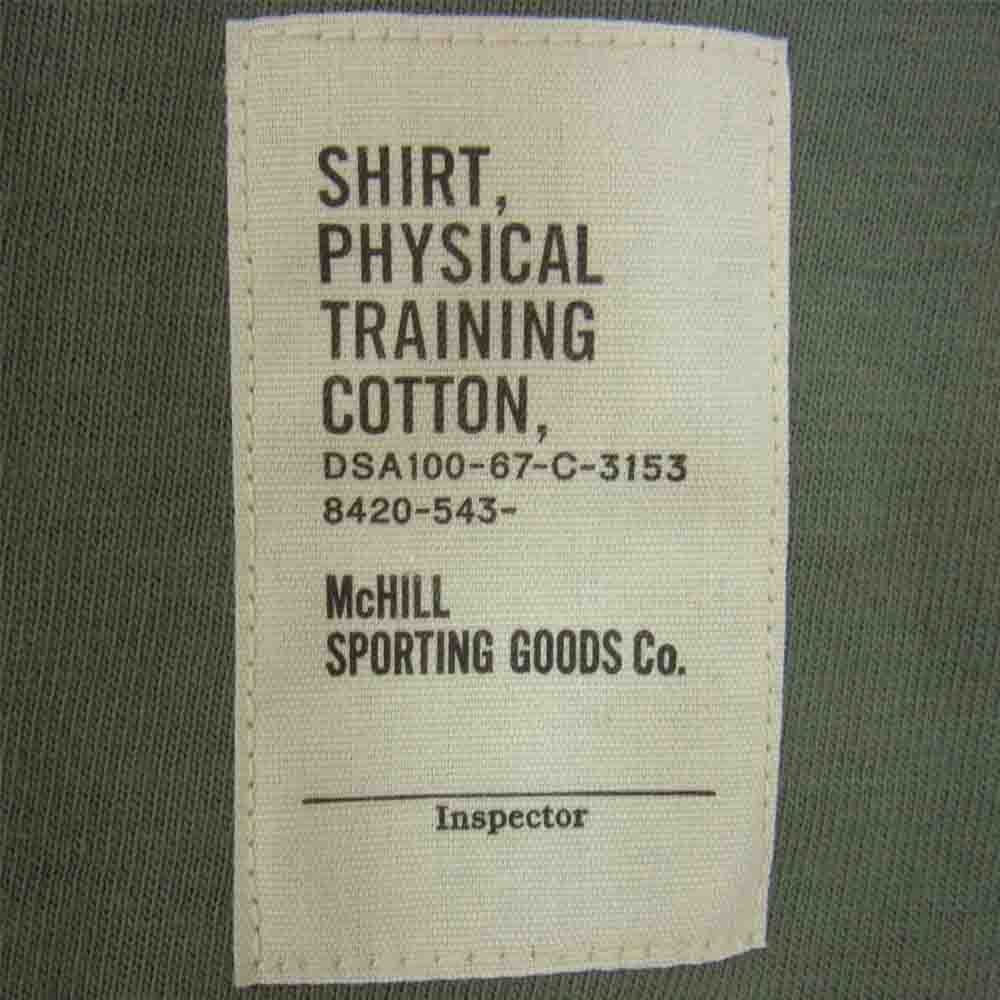 SHIRT,
PHYSICAL
TRAINING
COTTON,
DSA100-67-C-3153
8420-543-
McHILL
SPORTING GOODS Co.
Inspector